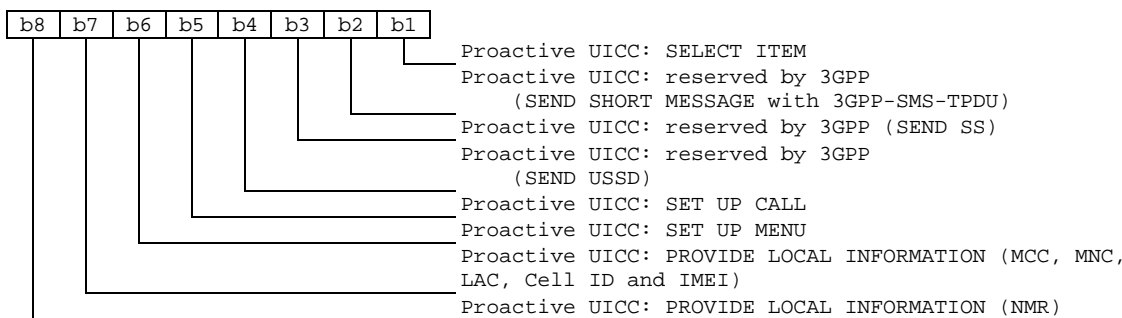 b8 b7 b6 b5 b4 b3 b2 b1
Proactive UICC: SELECT ITEM
Proactive UICC: reserved by 3GPP
(SEND SHORT MESSAGE with 3GPP-SMS-TPDU)
Proactive UICC: reserved by 3GPP (SEND SS)
Proactive UICC: reserved by 3GPP
(SEND USSD)
Proactive UICC: SET UP CALL
Proactive UICC: SET UP MENU
Proactive UICC: PROVIDE LOCAL INFORMATION (MCC, MNC,
LAC, Cell ID and IMEI)
Proactive UICC: PROVIDE LOCAL INFORMATION (NMR)